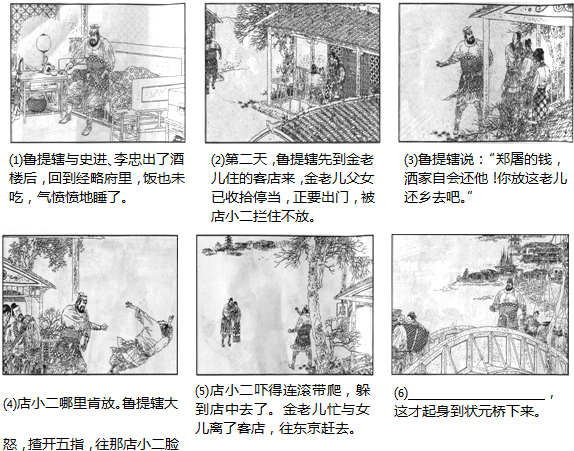 ⑴鲁提辖与史进、李忠出了酒
楼后，回到经略府里，饭也未
吃，气愤愤地睡了。
⑵第二天，鲁提辖先到金老
儿住的客店来，金老儿父女
已收拾停当，正要出门，被
店小二拦住不放。
⑶鲁提辖说：“郑屠的钱，
洒家自会还他！你放这老儿
还乡去吧。”
⑷店小二哪里肯放。鲁提辖大
怒，揸开五指，往那店小二脸
⑸店小二吓得连滚带爬，躲
到店中去了。金老儿忙与女
儿离了客店，往东京赶去。
⑹____________________，
这才起身到状元桥下来。